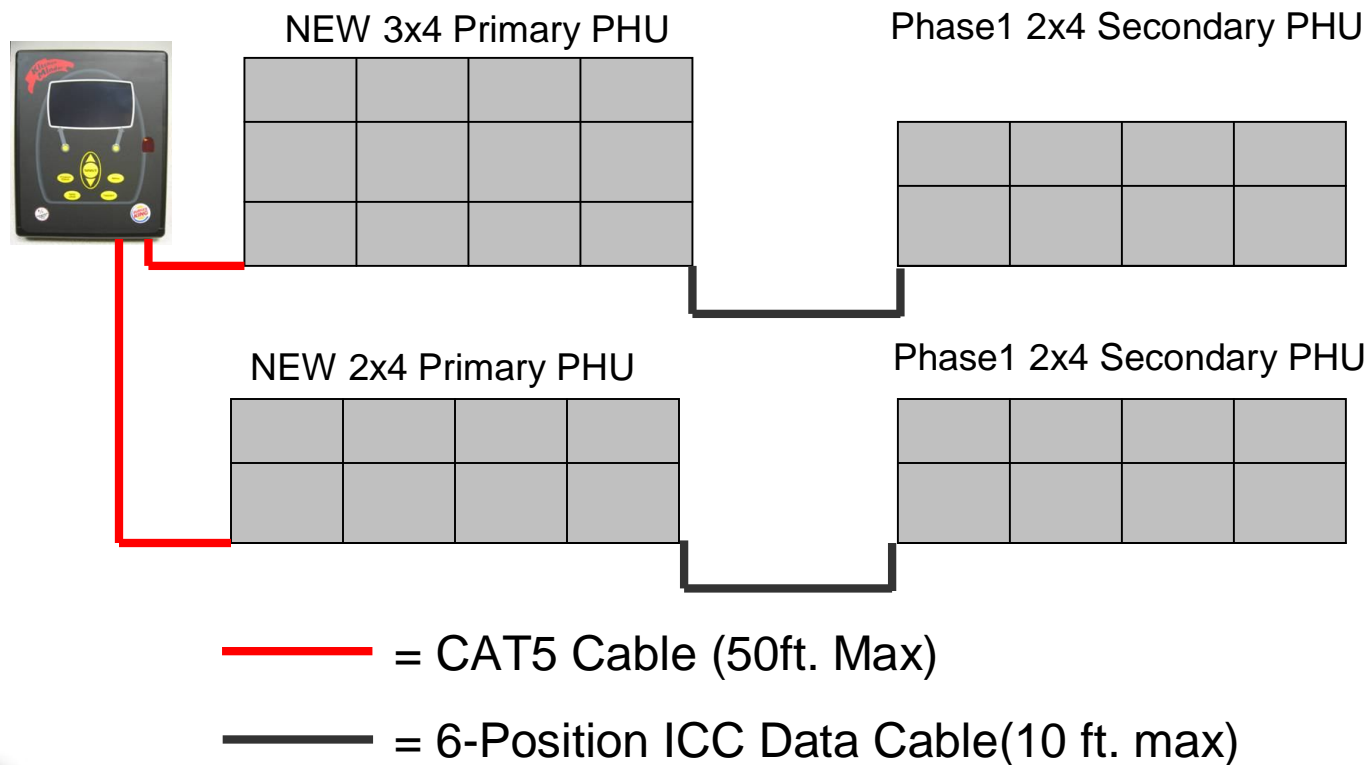 NEW 3x4 Primary PHU
Phase1 2x4 Secondary PHU
NEW 2x4 Primary PHU
Phase1 2x4 Secondary PHU
= CAT5 Cable (50ft. Max)
= 6-Position ICC Data Cable(10 ft. max)